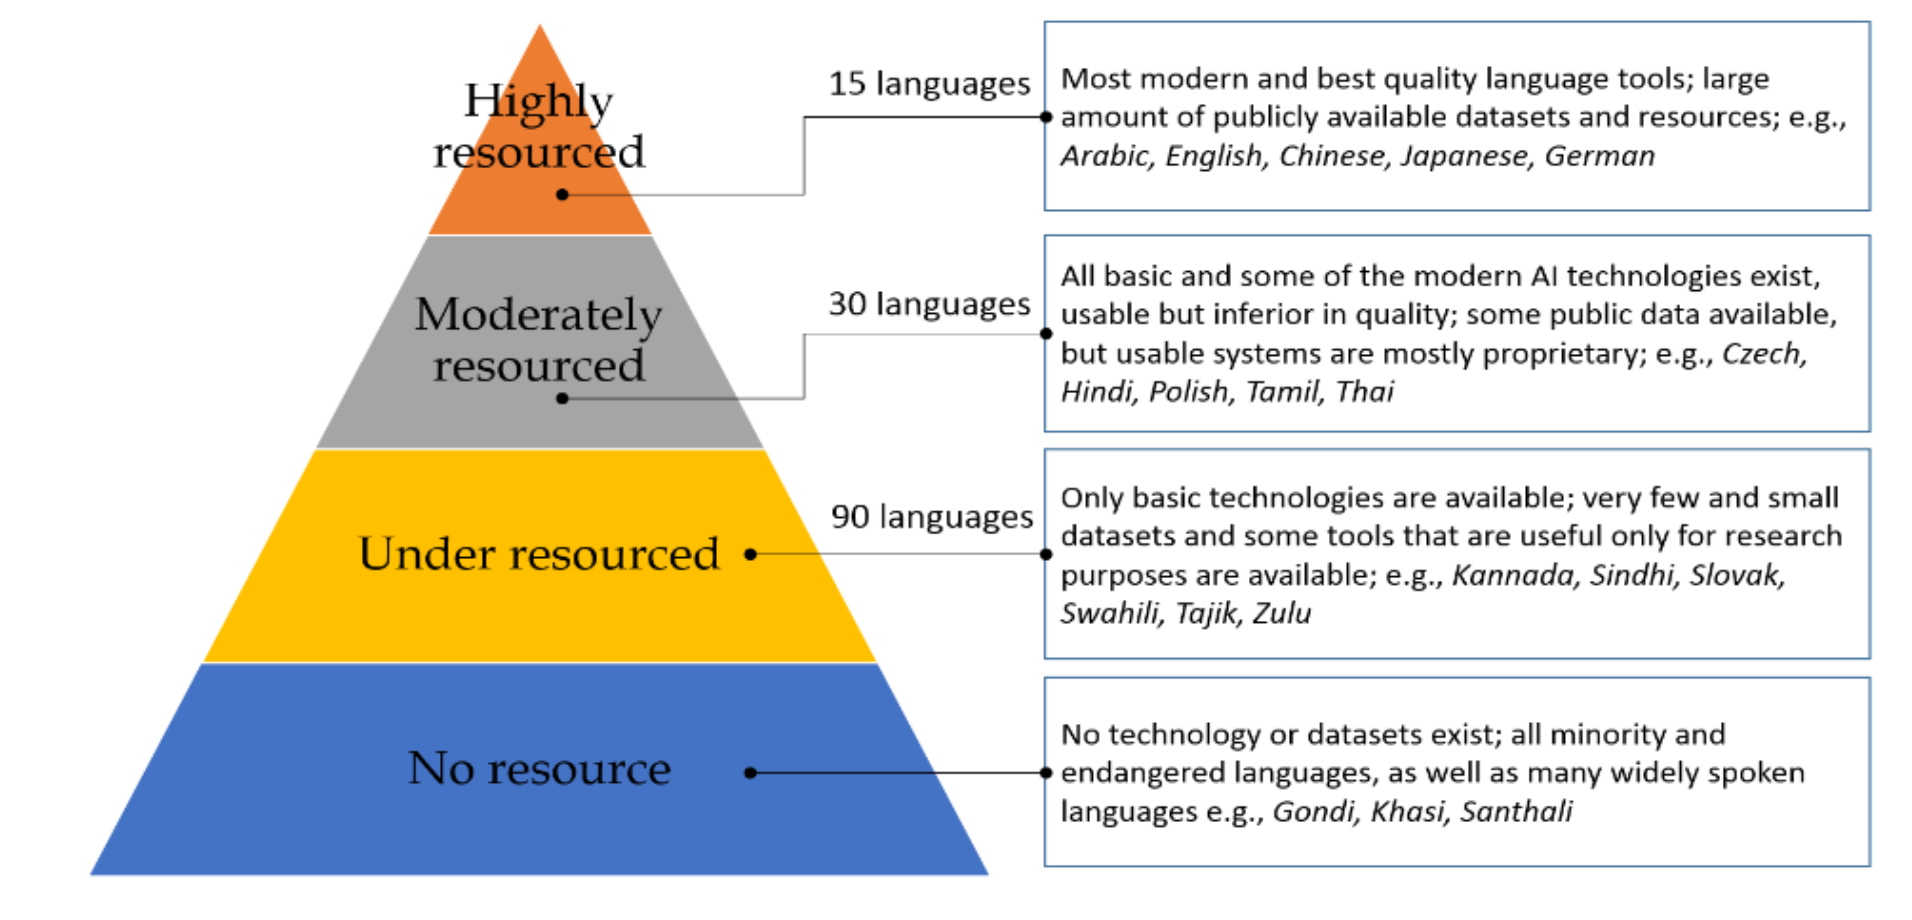 Highly
resourced
15 languages
Most modern and best quality language tools; large
amount of publicly available datasets and resources; e.g.,
Arabic, English, Chinese, Japanese, German
Moderately
resourced
30 languages
All basic and some of the modern AI technologies exist,
usable but inferior in quality; some public data available,
but usable systems are mostly proprietary; e.g., Czech,
Hindi, Polish, Tamil, Thai
Under resourced
90 languages
Only basic technologies are available; very few and small
datasets and some tools that are useful only for research
purposes are available; e.g., Kannada, Sindhi, Slovak,
Swahili, Tajik, Zulu
No resource
No technology or datasets exist; all minority and
endangered languages, as well as many widely spoken
languages e.g., Gondi, Khasi, Santhali